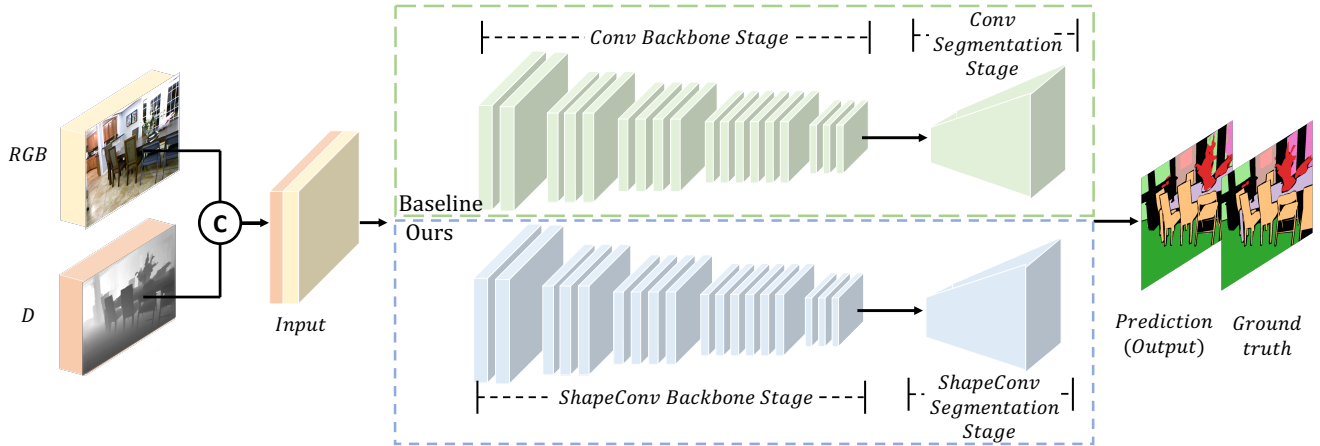 RGB
D
C
Input
Conv Backbone Stage
Conv
Segmentation
Stage
Baseline
Ours
ShapeConv Backbone Stage
ShapeConv
Segmentation
Stage
Prediction
(Output)
Ground
truth